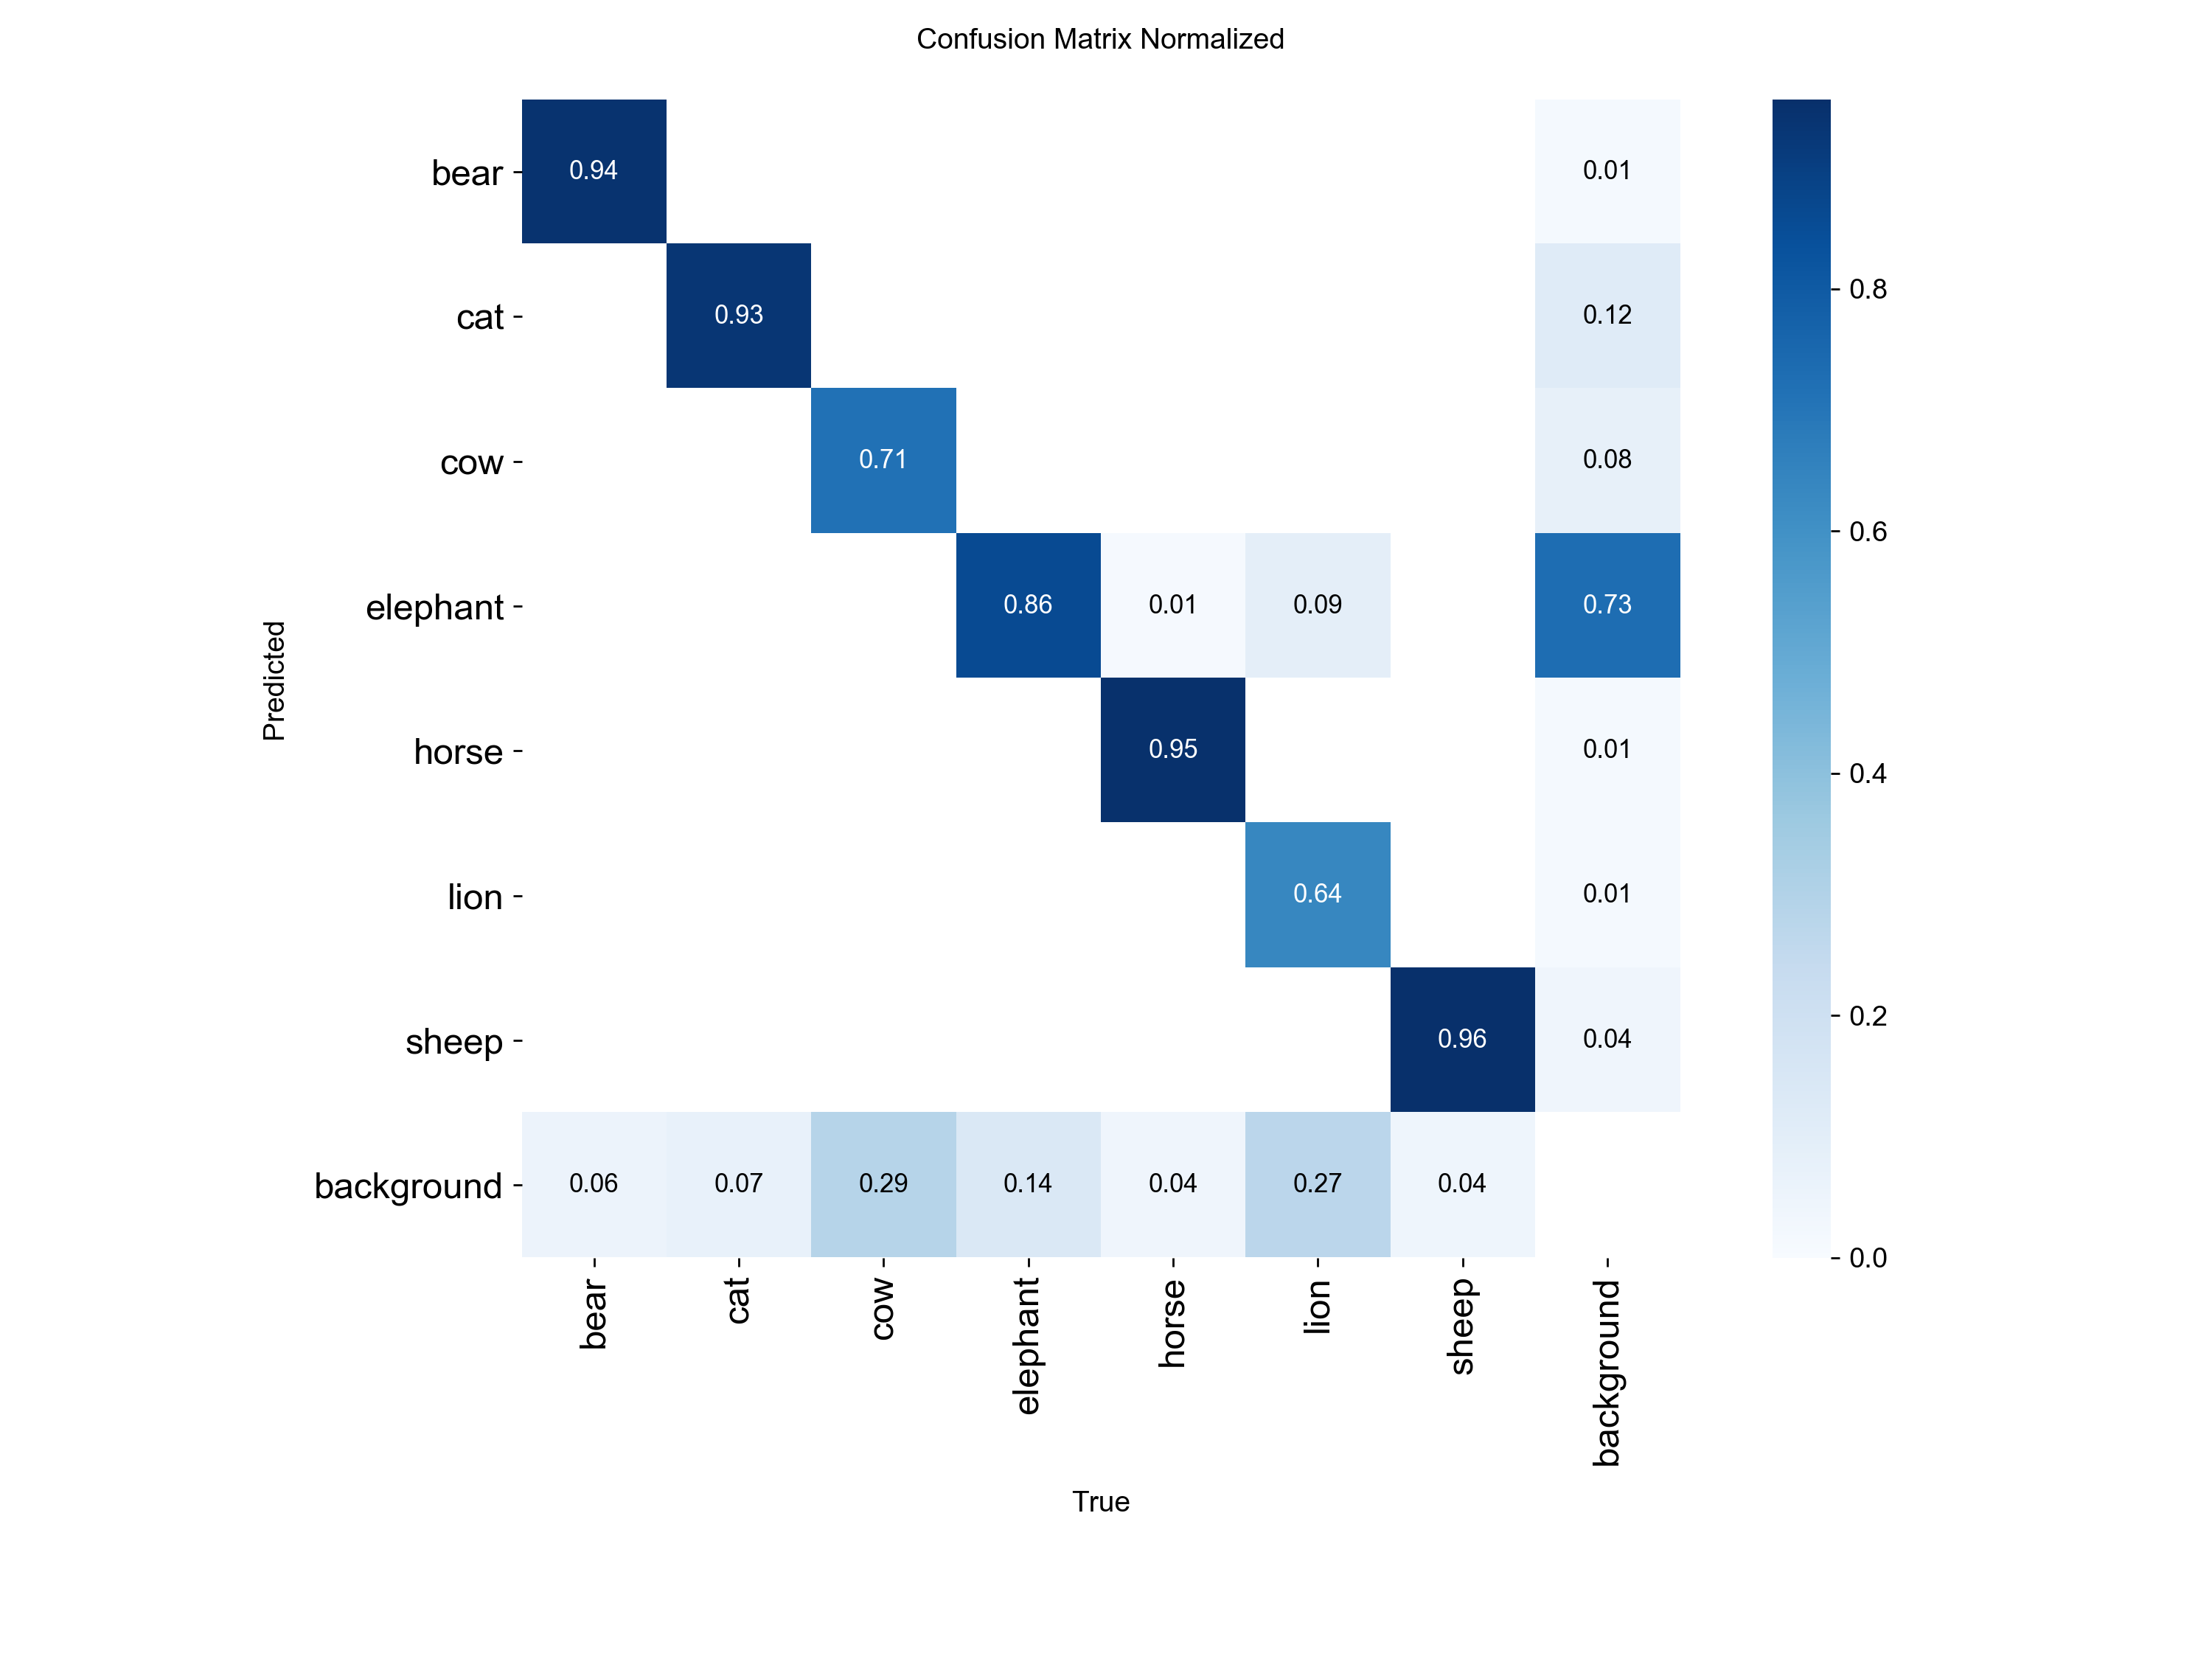 Confusion Matrix Normalized
bear 0.94 0.01
cat 0.93 0.12
cow 0.71 0.08
elephant 0.86 0.01 0.09 0.73
horse 0.95 0.01
lion 0.64 0.01
sheep 0.96 0.04
background 0.06 0.07 0.29 0.14 0.04 0.27 0.04
Predicted
bear cat cow elephant horse lion sheep background
True
0.8
0.6
0.4
0.2
0.0